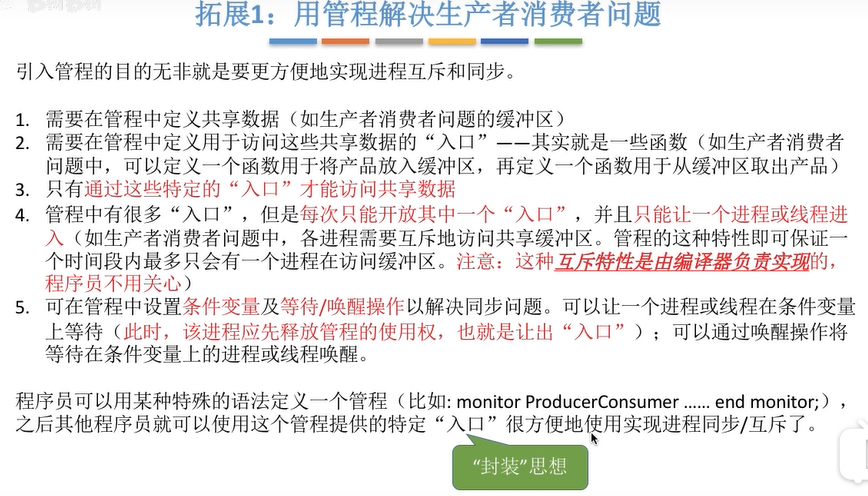 拓展1：用管程解决生产者消费者问题
引入管程的目的无非就是要更方便地实现进程互斥和同步。
1. 需要在管程中定义共享数据（如生产者消费者问题的缓冲区）
2. 需要在管程中定义用于访问这些共享数据的“入口”——其实就是一些函数（如生产者消费者
问题中，可以定义一个函数用于将产品放入缓冲区，再定义一个函数用于从缓冲区取出产品）
3. 只有通过这些特定的“入口”才能访问共享数据
4. 管程中有很多“入口”，但是每次只能开放其中一个“入口”，并且只能让一个进程或线程进
入（如生产者消费者问题中，各进程需要互斥地访问共享缓冲区。管程的这种特性即可保证一
个时间段内最多只会有一个进程在访问缓冲区。注意：这种互斥特性是由编译器负责实现的，
程序员不用关心）
5. 可在管程中设置条件变量及等待/唤醒操作以解决同步问题。可以让一个进程或线程在条件变量
上等待（此时，该进程应先释放管程的使用权，也就是让出“入口”）；可以通过唤醒操作将
等待在条件变量上的进程或线程唤醒。
程序员可以用某种特殊的语法定义一个管程（比如: monitor ProducerConsumer …… end monitor;），
之后其他程序员就可以使用这个管程提供的特定“入口”很方便地使用实现进程同步/互斥了。
“封装”思想